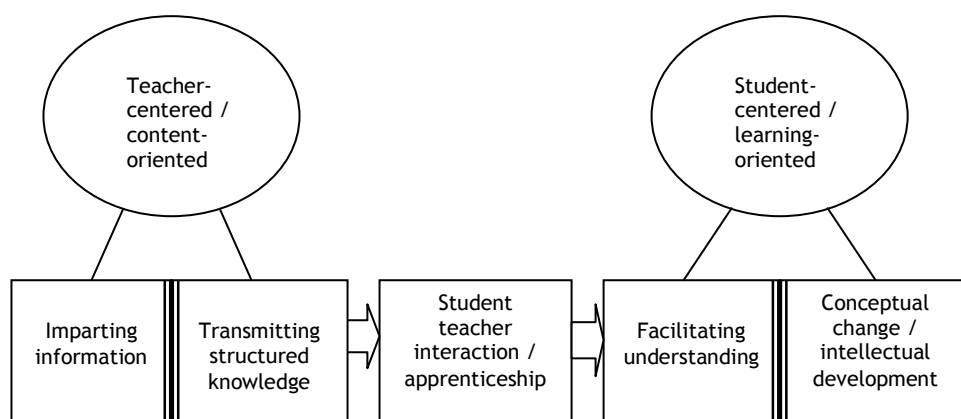 Teacher-
centered /
content-
oriented
Student-
centered /
learning-
oriented
Imparting
information
Transmitting
structured
knowledge
Student
teacher
interaction /
apprenticeship
Facilitating
understanding
Conceptual
change /
intellectual
development